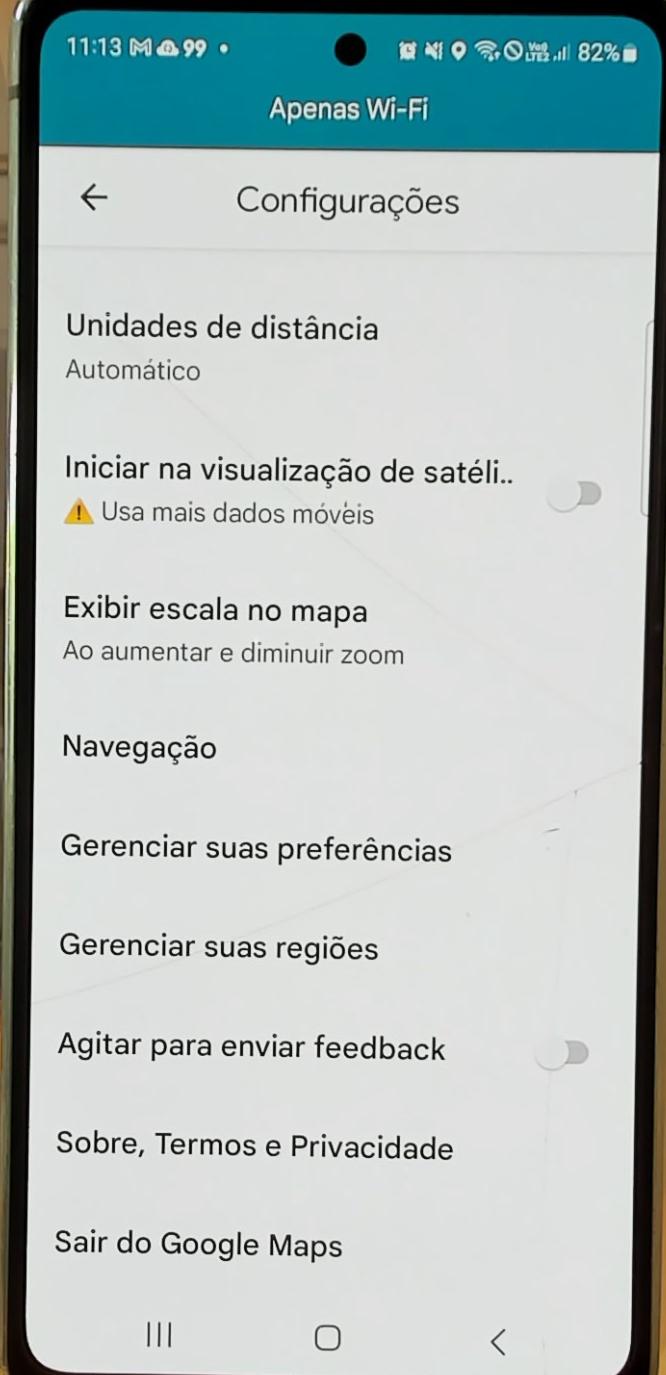 11:13 M 99 •
Voo LTE2 82%
Apenas Wi-Fi
Configurações
Unidades de distância
Automático
Iniciar na visualização de satéli..
Usa mais dados móveis
Exibir escala no mapa
Ao aumentar e diminuir zoom
Navegação
Gerenciar suas preferências
Gerenciar suas regiões
Agitar para enviar feedback
Sobre, Termos e Privacidade
Sair do Google Maps